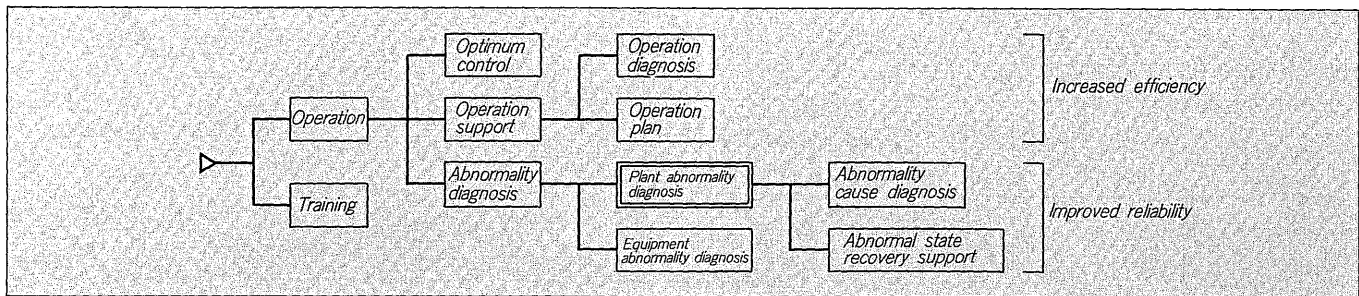 Optimum
control
Operation
diagnosis
Increased efficiency
Operation
Operation
support
Operation
plan
Training
Abnormality
diagnosis
Plant abnormality
diagnosis
Abnormality
cause diagnosis
Improved reliability
Equipment
abnormality diagnosis
Abnormal state
recovery support